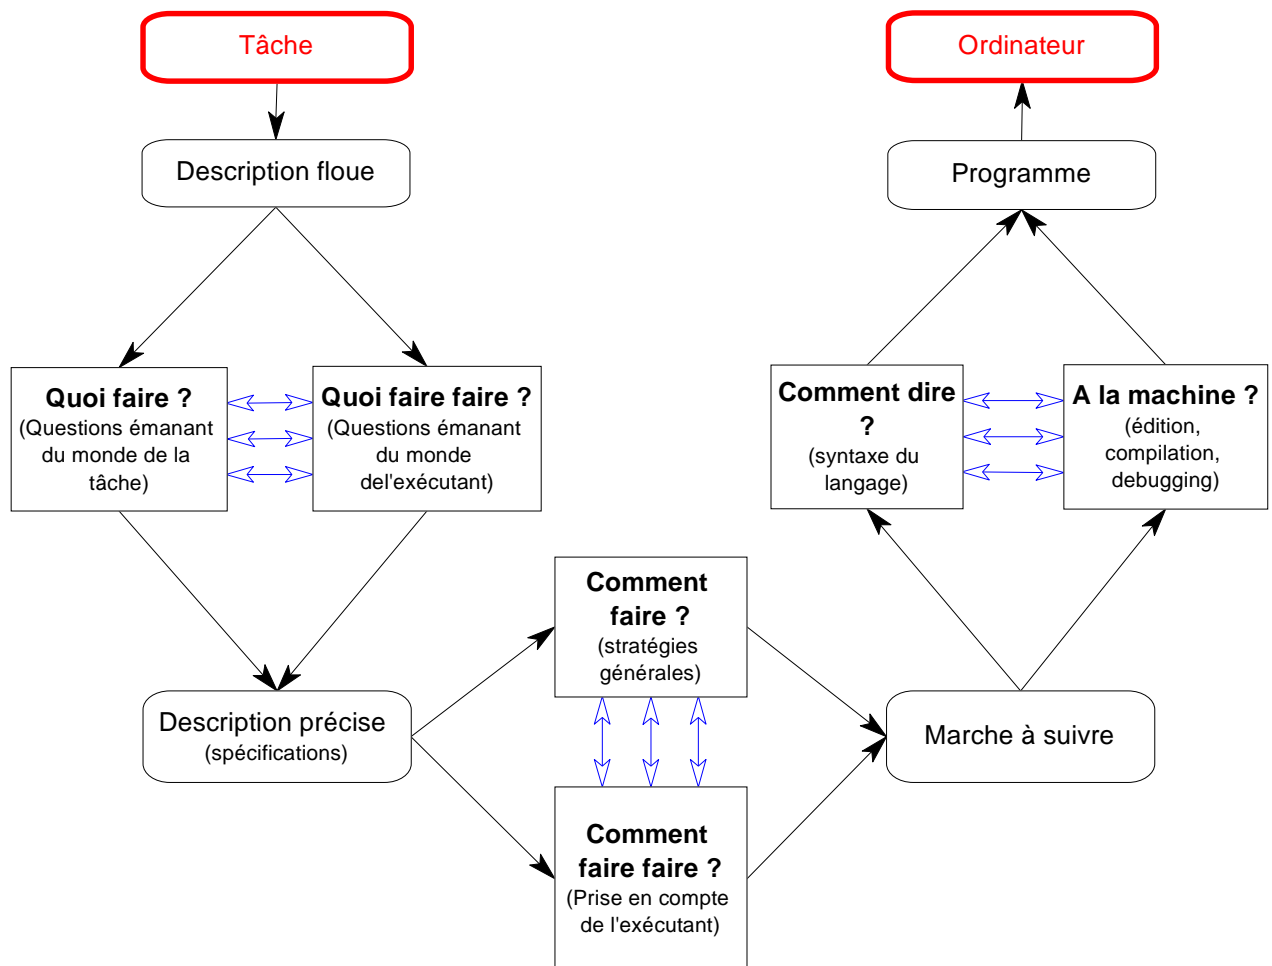 Tâche
Ordinateur
Description floue
Programme
Quoi faire ?
(Questions émanant
du monde de la
tâche)
Quoi faire faire ?
(Questions émanant
du monde
del'exécutant)
Comment dire
?
(syntaxe du
langage)
A la machine ?
(édition,
compilation,
debugging)
Comment
faire ?
(stratégies
générales)
Description précise
(spécifications)
Marche à suivre
Comment
faire faire ?
(Prise en compte
de l'exécutant)